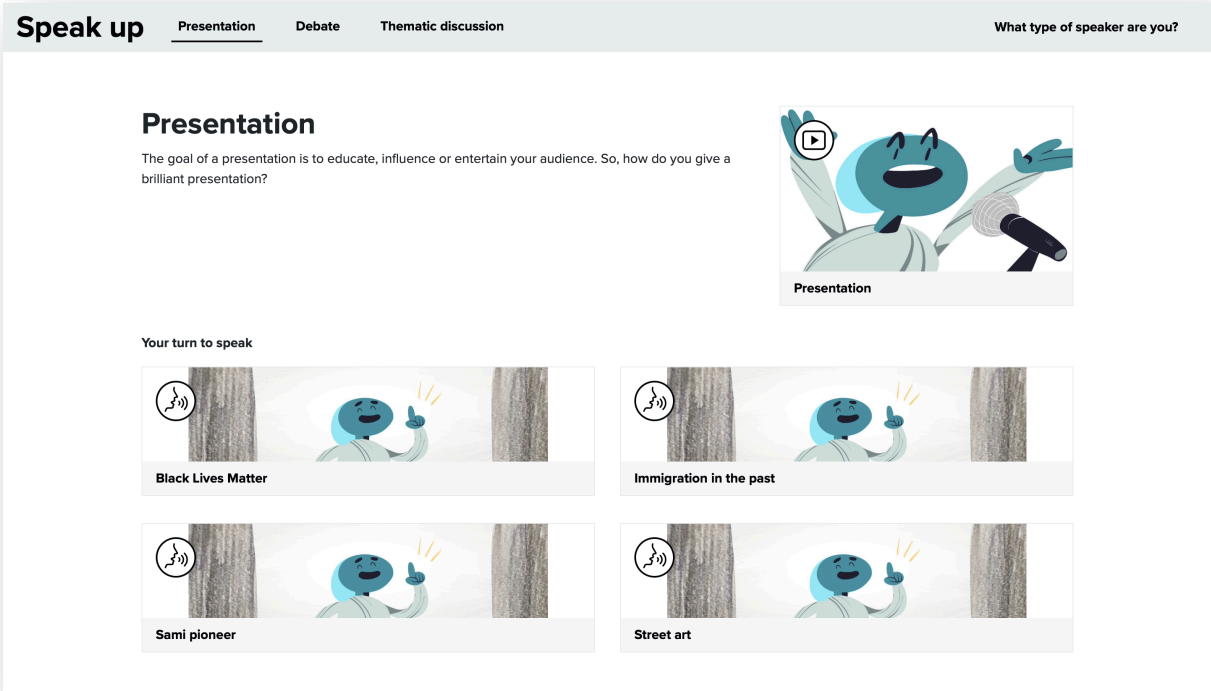 Speak up
Presentation
Debate
Thematic discussion
What type of speaker are you?
Presentation
The goal of a presentation is to educate, influence or entertain your audience. So, how do you give a
brilliant presentation?
Presentation
Your turn to speak
Black Lives Matter
Immigration in the past
Sami pioneer
Street art